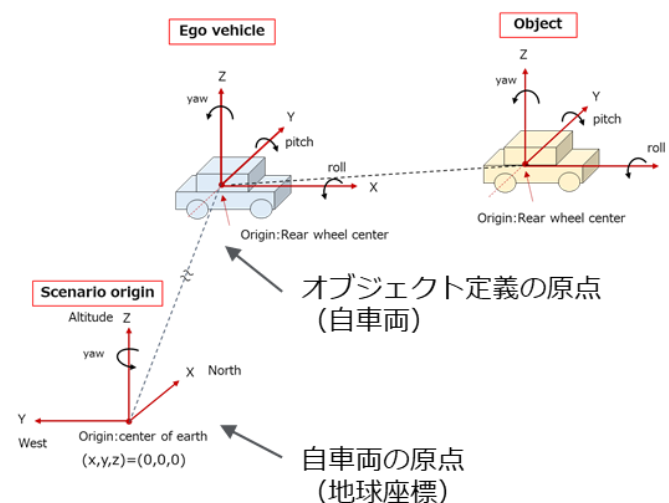 Ego vehicle
Object
Z
yaw
Y
pitch
roll
X
Origin:Rear wheel center
Z
yaw
Y
pitch
roll
Origin:Rear wheel center
オブジェクト定義の原点
（自車両）
Scenario origin
Altitude
Z
yaw
X
North
Y
West
Origin:center of earth
(x,y,z)=(0,0,0)
自車両の原点
（地球座標）